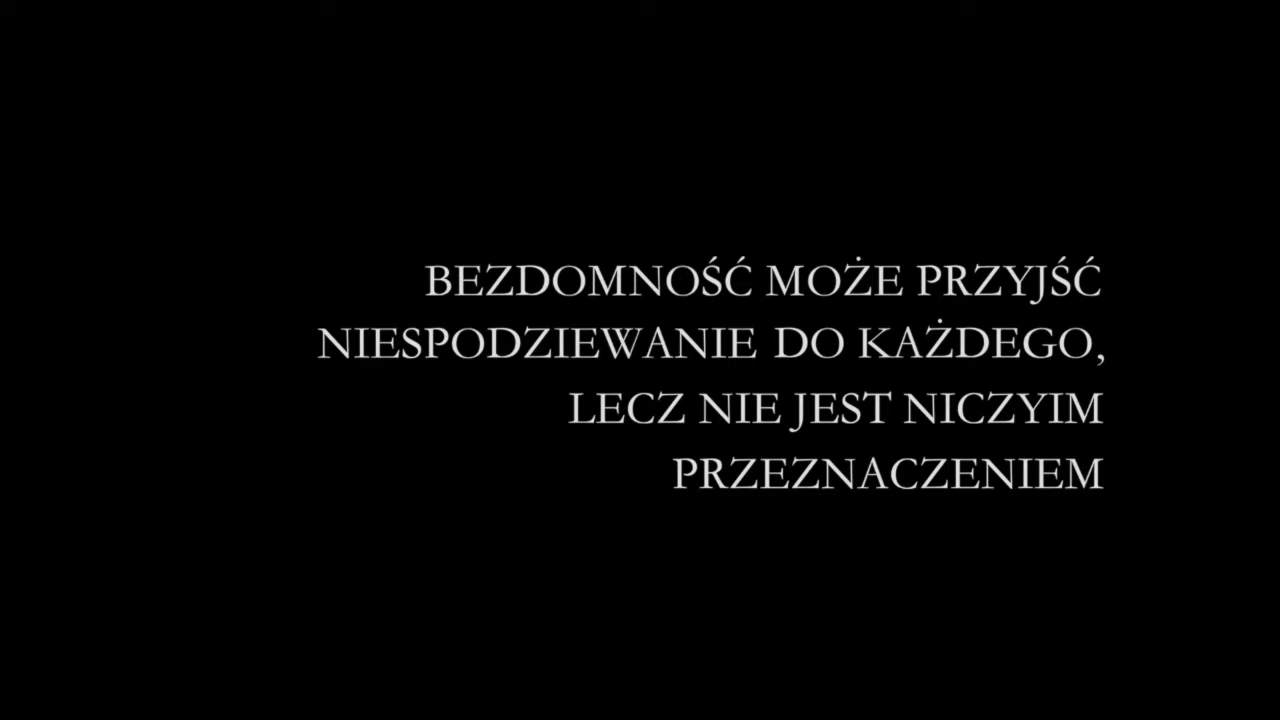 BEZDOMNOŚĆ MOŻE PRZYJŚĆ
NIESPODZIEWANIE DO KAŻDEGO,
LECZ NIE JEST NICZYIM
PRZEZNACZENIEM